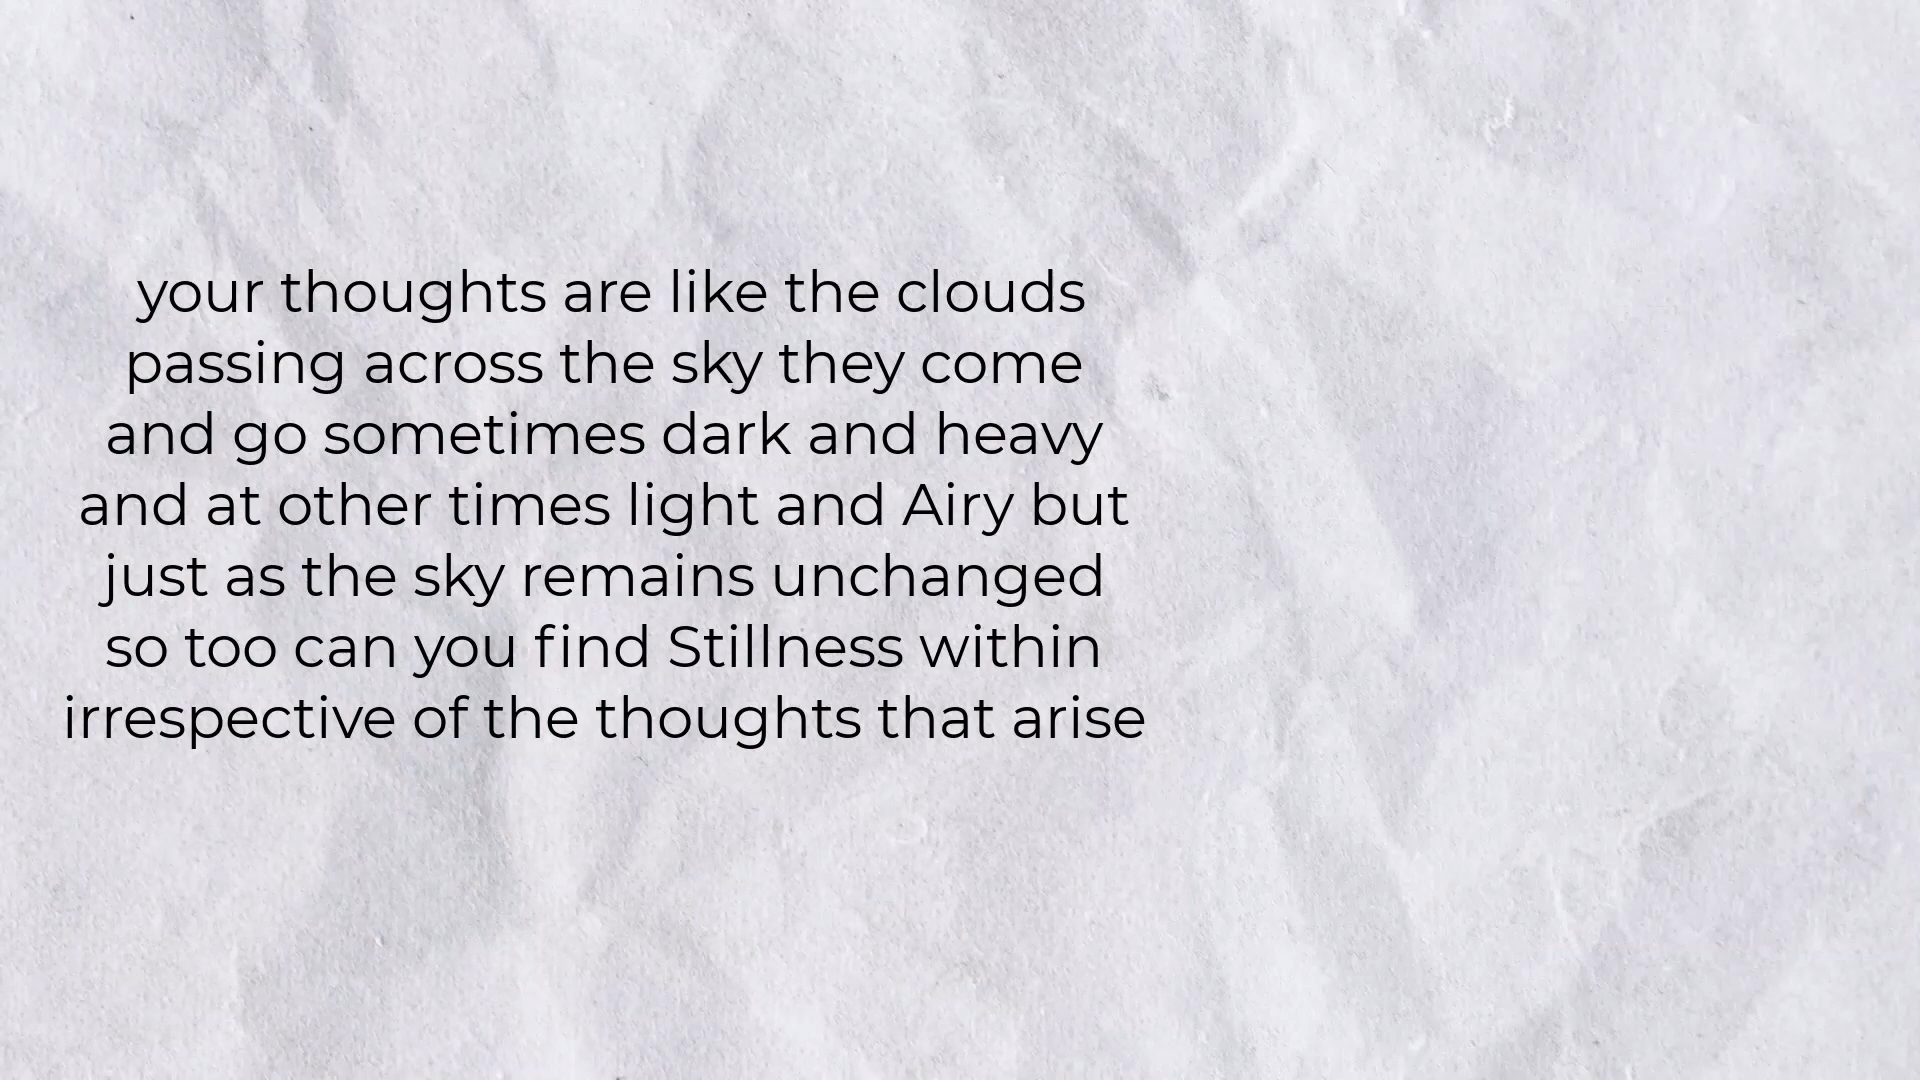 your thoughts are like the clouds
passing across the sky they come
and go sometimes dark and heavy
and at other times light and Airy but
just as the sky remains unchanged
so too can you find Stillness within
irrespective of the thoughts that arise